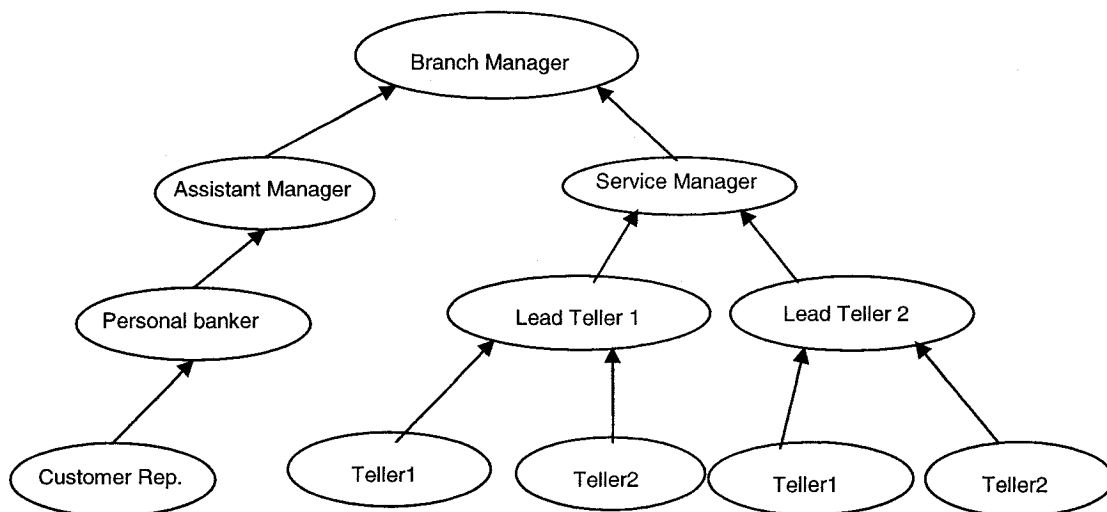 Branch Manager
Assistant Manager
Service Manager
Personal banker
Lead Teller 1
Lead Teller 2
Customer Rep.
Teller1
Teller2
Teller1
Teller2